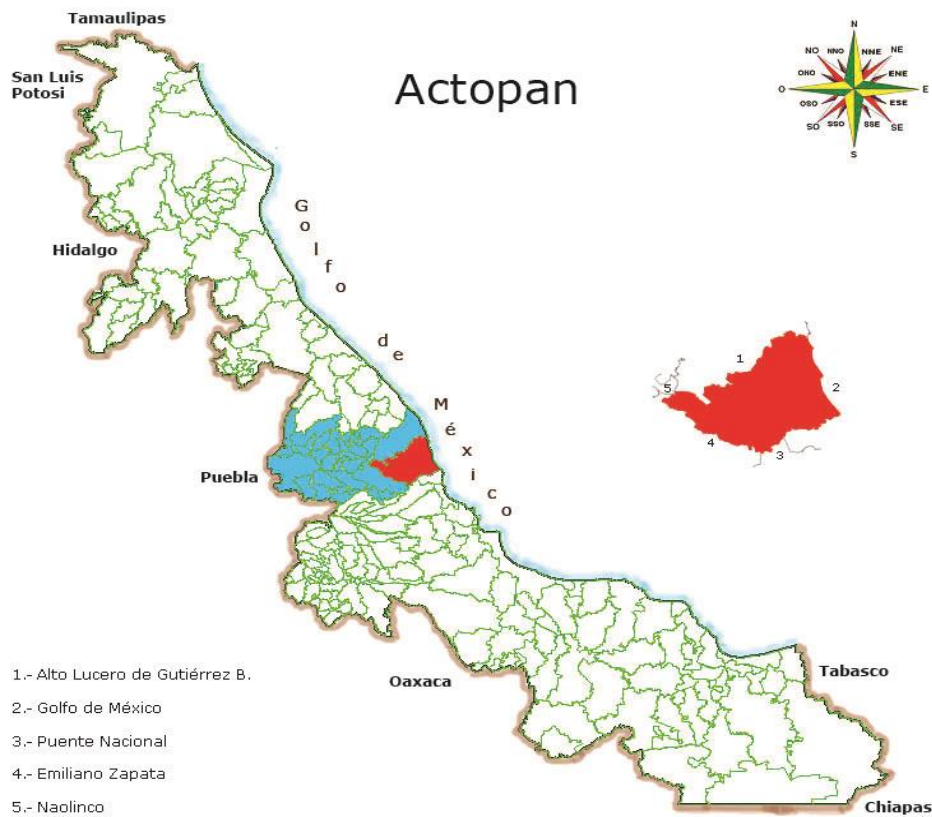 Tamaulipas
San Luis
Potosi
Actopan
N
NNO
NNE
NO
NE
ONO
ENE
O
E
OSO
ESE
SO
SSO
SSE
SE
S
Golfo
de
México
Hidalgo
1
2
3
4
5
Puebla
Oaxaca
Tabasco
Chiapas
1.- Alto Lucero de Gutiérrez B.
2.- Golfo de México
3.- Puente Nacional
4.- Emiliano Zapata
5.- Naolinco